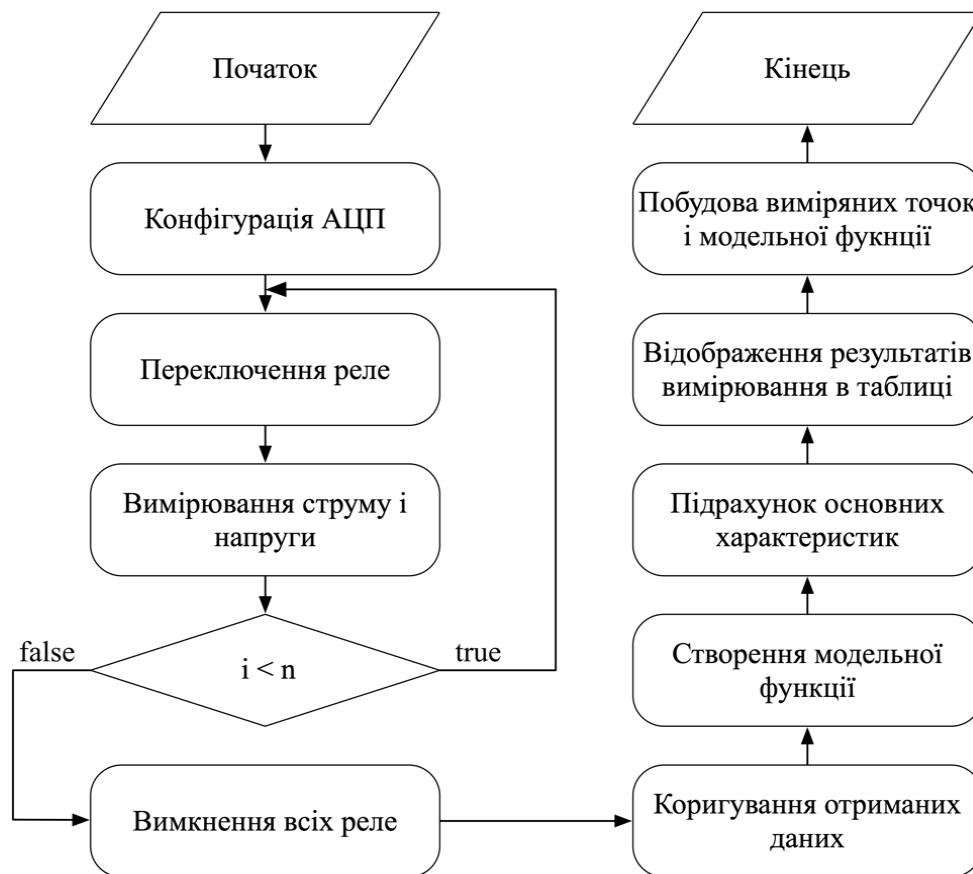 Початок
Конфігурація АЦП
Переключення реле
Вимірювання струму і
напруги
false
i < n
true
Вимкнення всіх реле
Коригування отриманих
даних
Створення модельної
функції
Підрахунок основних
характеристик
Відображення результатів
вимірювання в таблиці
Побудова виміряних точок
і модельної фукнції
Кінець